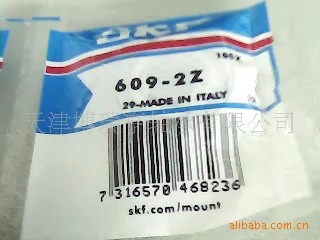 SKF
609-2Z
29-MADE IN ITALY
7 316570 468236
skf.com/mount
alibaba.com.cn